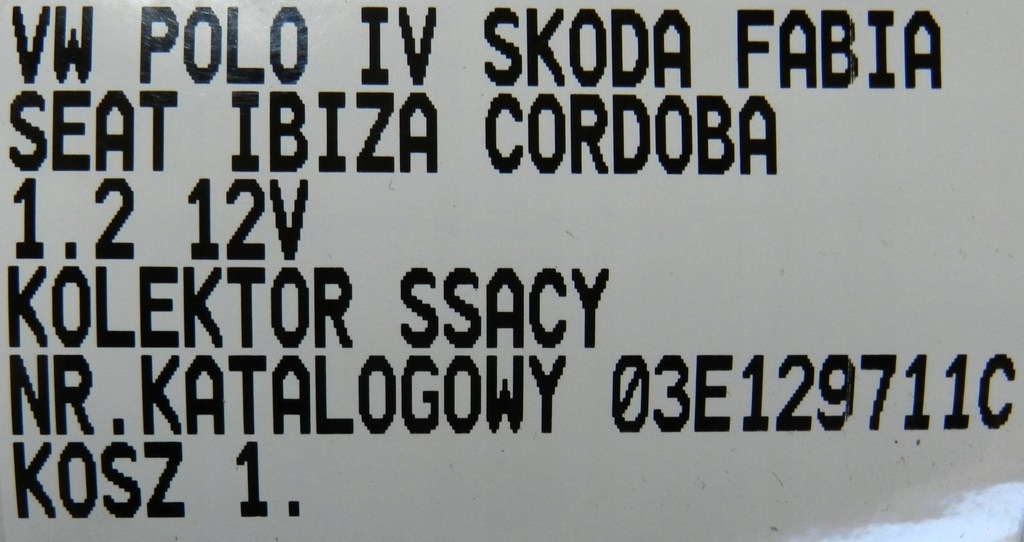 VW POLO IV SKODA FABIA
SEAT IBIZA CORDOBA
1.2 12V
KOLEKTOR SSACY
NR.KATALOGOWY 03E129711C
KOSZ 1.